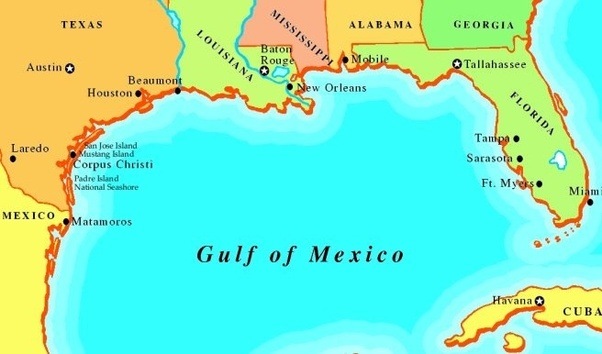 TEXAS
MISSISSIPPI
ALABAMA
GEORGIA
LOUISIANA
Baton
Rouge
Mobile
Tallahassee
Austin
Beaumont
Houston
New Orleans
FLORIDA
Laredo
San Jose Island
Mustang Island
Corpus Christi
Padre Island
National Seashore
Tampa
Sarasota
Ft. Myers
Miami
MEXICO
Matamoros
Gulf of Mexico
Havana
CUBA